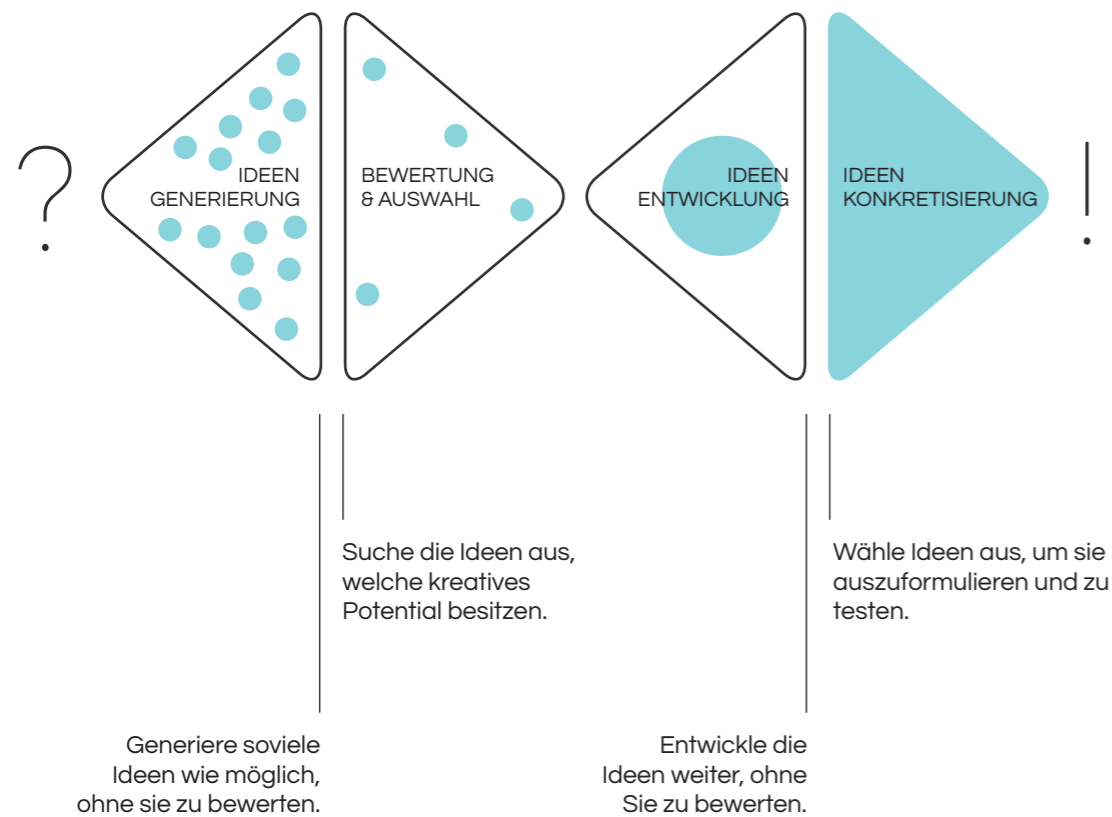 ?
IDEEN
GENERIERUNG
BEWERTUNG
& AUSWAHL
IDEEN
ENTWICKLUNG
IDEEN
KONKRETISIERUNG
!
Suche die Ideen aus,
welche kreatives
Potential besitzen.
Wähle Ideen aus, um sie
auszuformulieren und zu
testen.
Generiere soviele
Ideen wie möglich,
ohne sie zu bewerten.
Entwickle die
Ideen weiter, ohne
Sie zu bewerten.